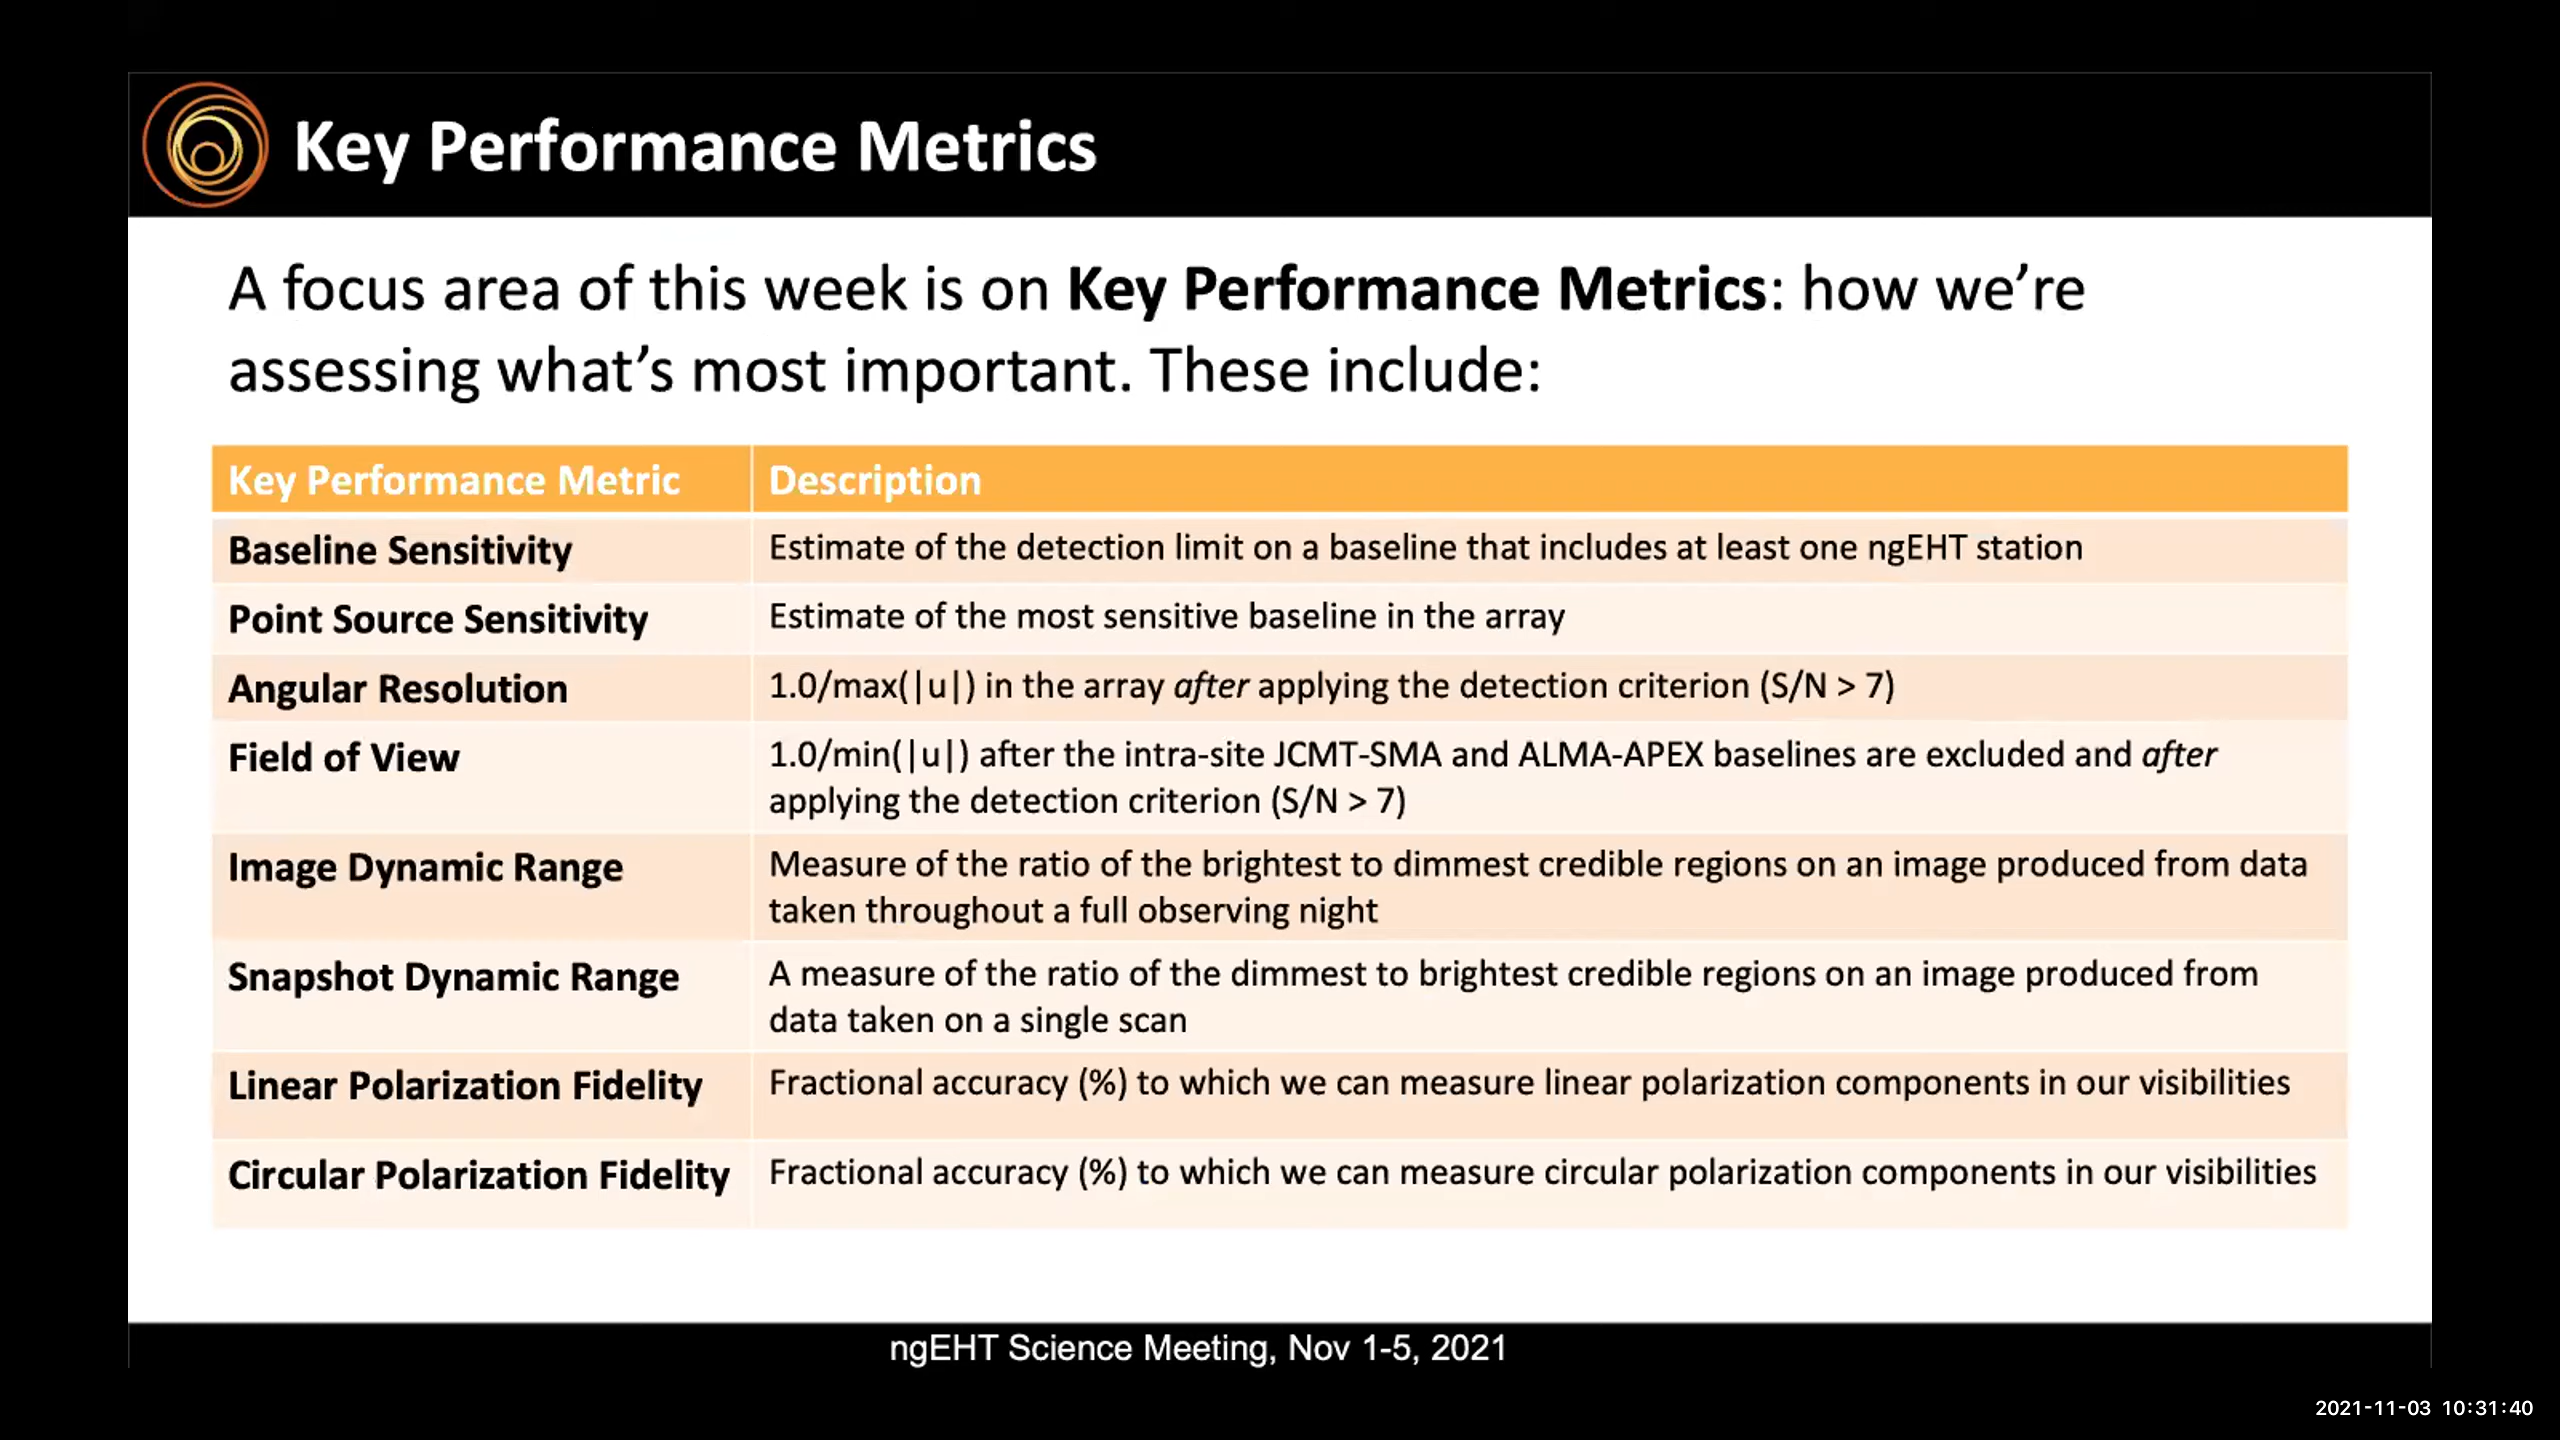 Key Performance Metrics
A focus area of this week is on Key Performance Metrics: how we’re
assessing what’s most important. These include:
Key Performance Metric Description
Baseline Sensitivity Estimate of the detection limit on a baseline that includes at least one ngEHT station
Point Source Sensitivity Estimate of the most sensitive baseline in the array
Angular Resolution 1.0/max(|u|) in the array after applying the detection criterion (S/N > 7)
Field of View 1.0/min(|u|) after the intra-site JCMT-SMA and ALMA-APEX baselines are excluded and after
applying the detection criterion (S/N > 7)
Image Dynamic Range Measure of the ratio of the brightest to dimmest credible regions on an image produced from data
taken throughout a full observing night
Snapshot Dynamic Range A measure of the ratio of the dimmest to brightest credible regions on an image produced from
data taken on a single scan
Linear Polarization Fidelity Fractional accuracy (%) to which we can measure linear polarization components in our visibilities
Circular Polarization Fidelity Fractional accuracy (%) to which we can measure circular polarization components in our visibilities
ngEHT Science Meeting, Nov 1-5, 2021
2021-11-03 10:31:40